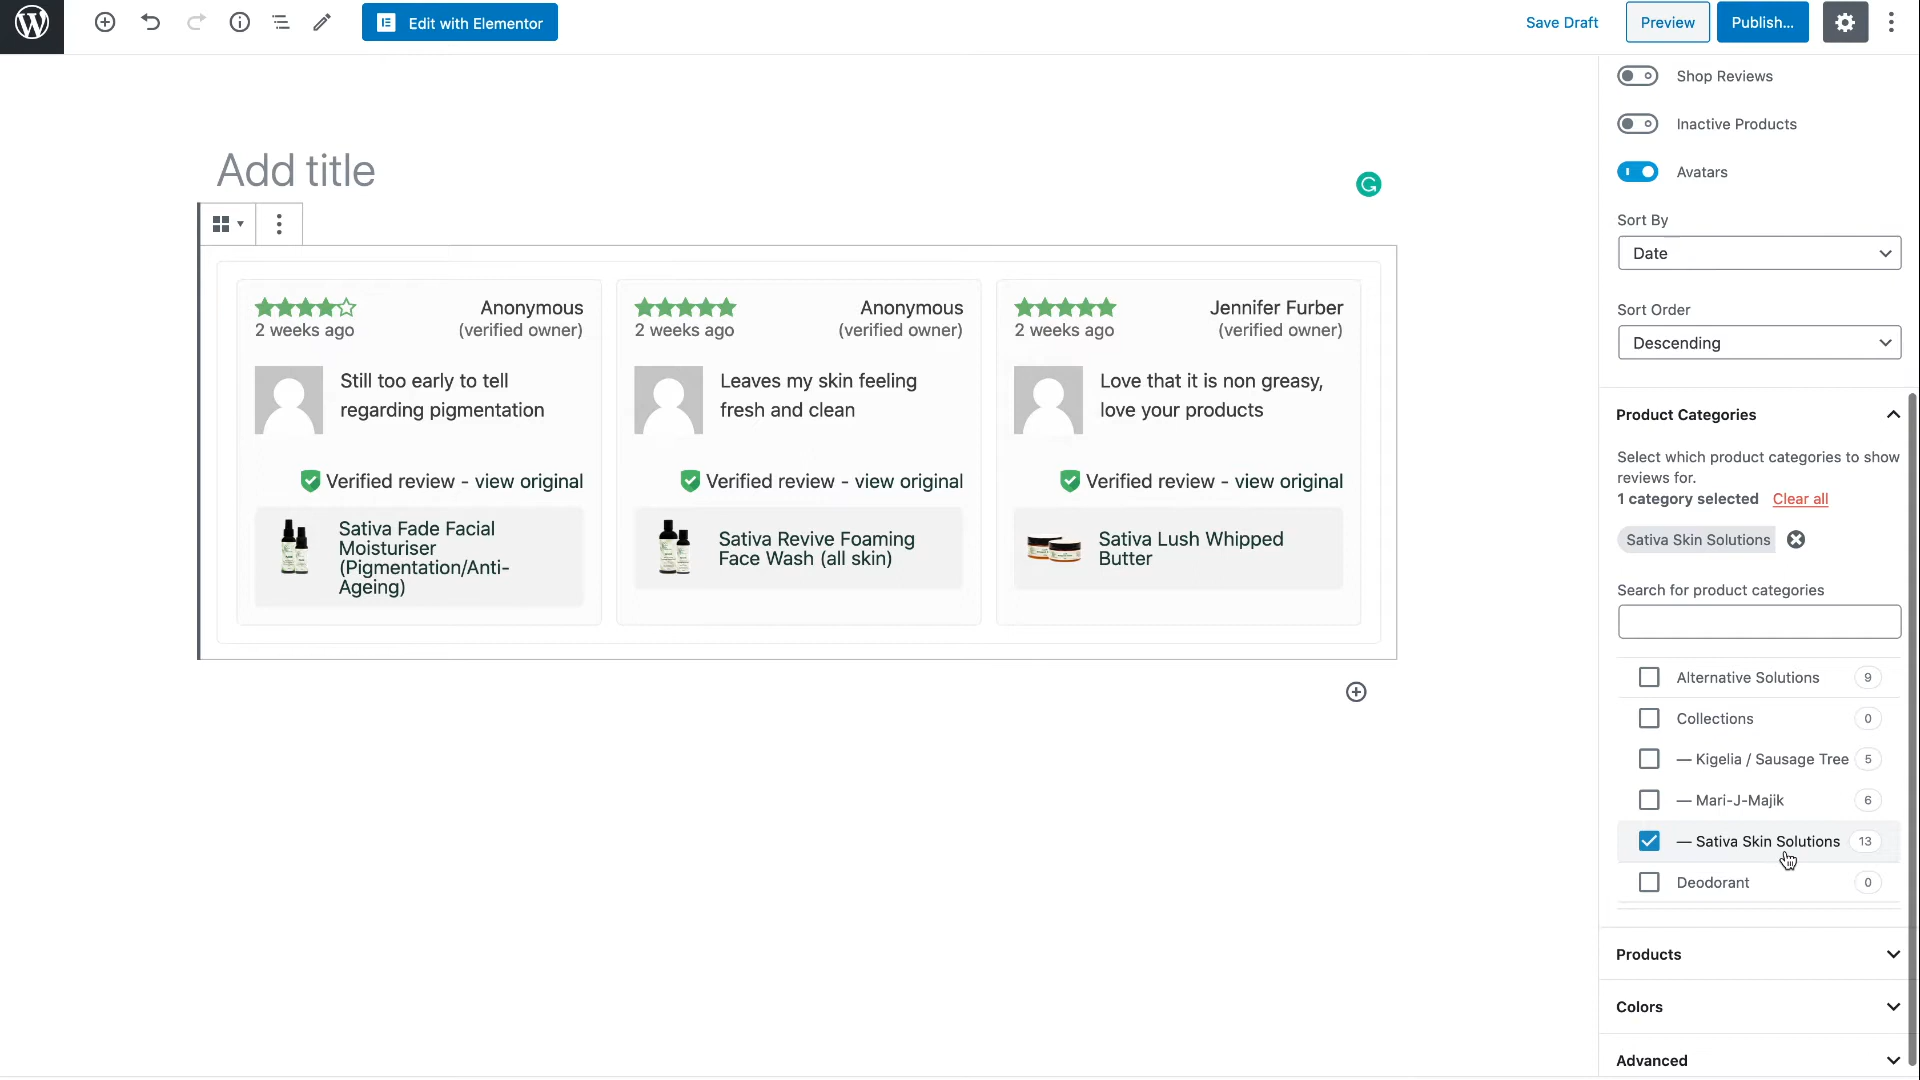 Edit with Elementor
Save Draft
Preview
Publish...
Shop Reviews
Inactive Products
Avatars
Sort By
Date
Sort Order
Descending
Add title
2 weeks ago
Anonymous
(verified owner)
Still too early to tell
regarding pigmentation
Verified review - view original
Sativa Fade Facial
Moisturiser
(Pigmentation/Anti-
Ageing)
2 weeks ago
Anonymous
(verified owner)
Leaves my skin feeling
fresh and clean
Verified review - view original
Sativa Revive Foaming
Face Wash (all skin)
2 weeks ago
Jennifer Furber
(verified owner)
Love that it is non greasy,
love your products
Verified review - view original
Sativa Lush Whipped
Butter
Product Categories
Select which product categories to show
reviews for.
1 category selected Clear all
Sativa Skin Solutions
Search for product categories
Alternative Solutions 9
Collections 0
— Kigelia / Sausage Tree 5
— Mari-J-Majik 6
— Sativa Skin Solutions 13
Deodorant 0
Products
Colors
Advanced